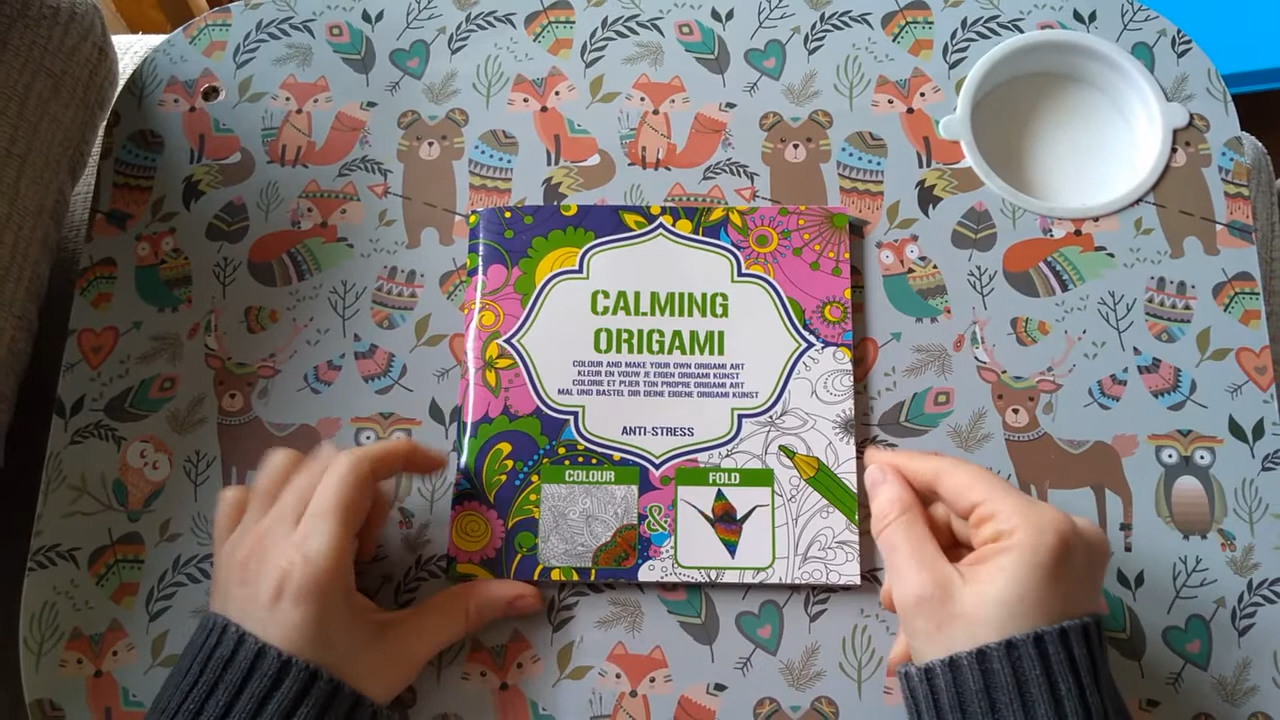 CALMING
ORIGAMI
COLOUR AND MAKE YOUR OWN ORIGAMI ART
KLEUR EN VOUW JE EIGEN ORIGAMI KUNST
COLORIE ET PLIER TON PROPRE ORIGAMI ART
MAL UND BASTEL DIR DEINE EIGENE ORIGAMI KUNST
ANTI-STRESS
COLOUR
&
FOLD